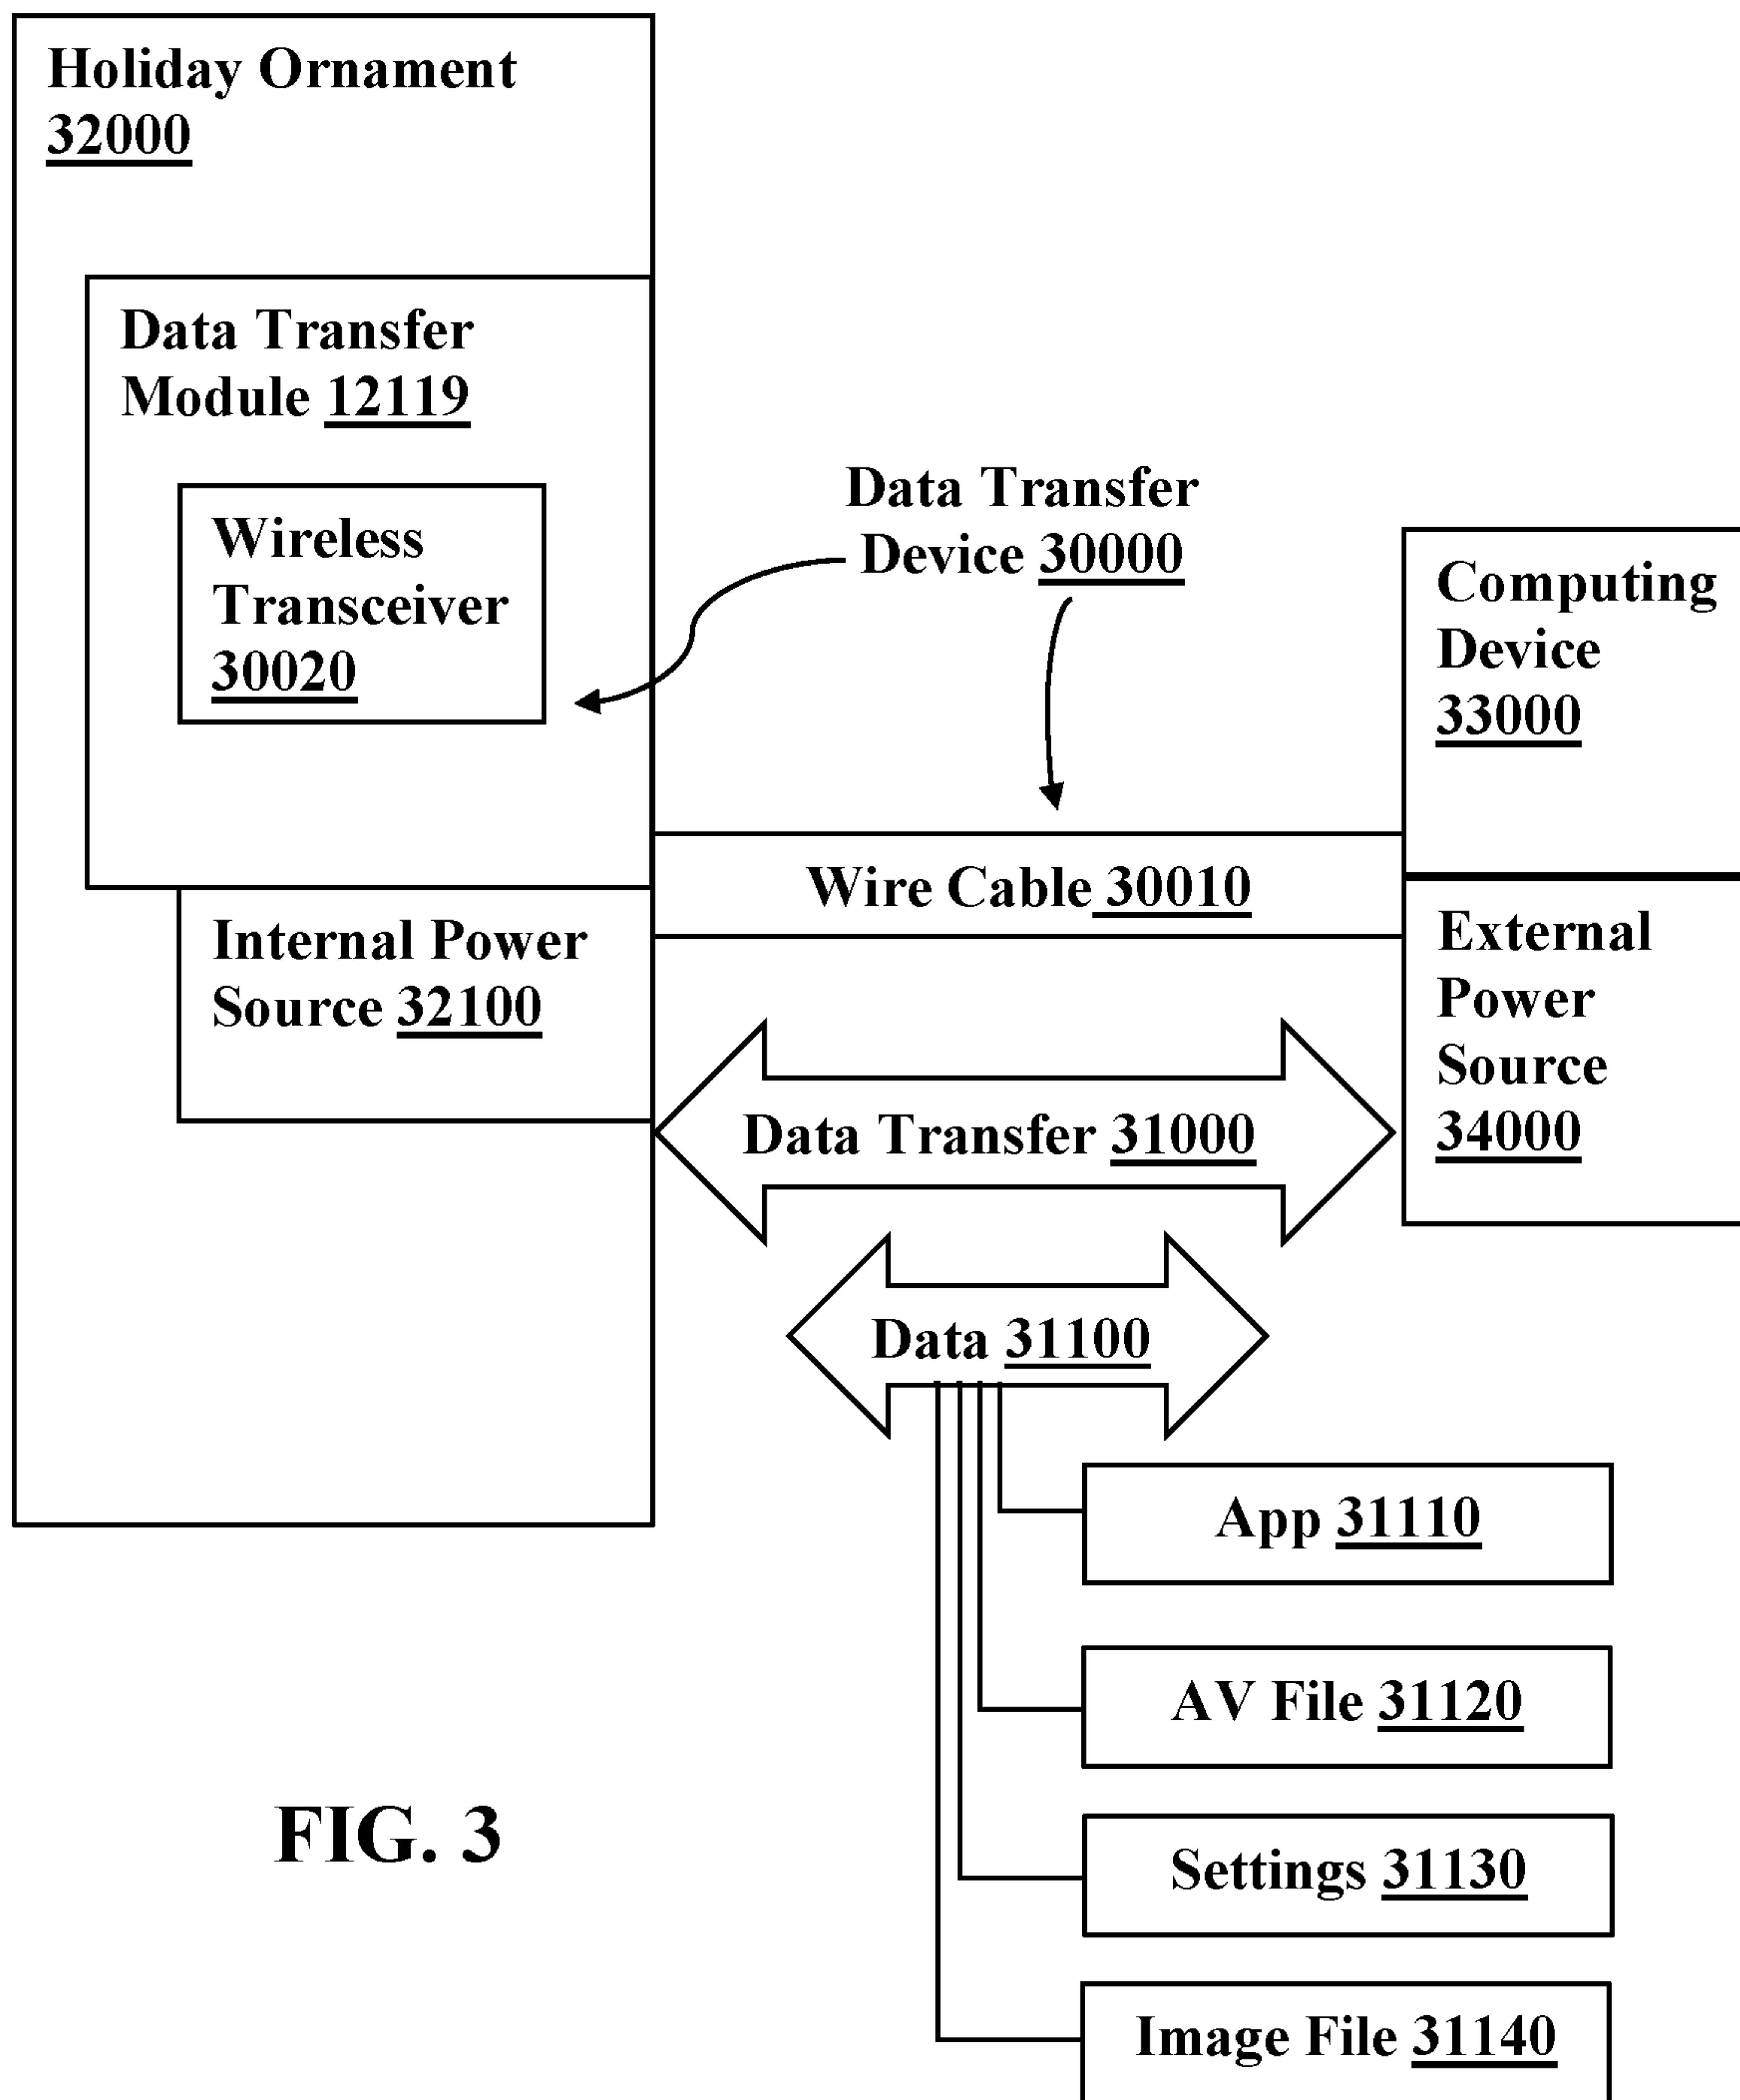 Holiday Ornament
32000
Data Transfer
Module 12119
Wireless
Transceiver
30020
Data Transfer
Device 30000
Computing
Device
33000
Wire Cable 30010
Internal Power
Source 32100
External
Power
Source
34000
Data Transfer 31000
Data 31100
App 31110
AV File 31120
Settings 31130
Image File 31140
FIG. 3